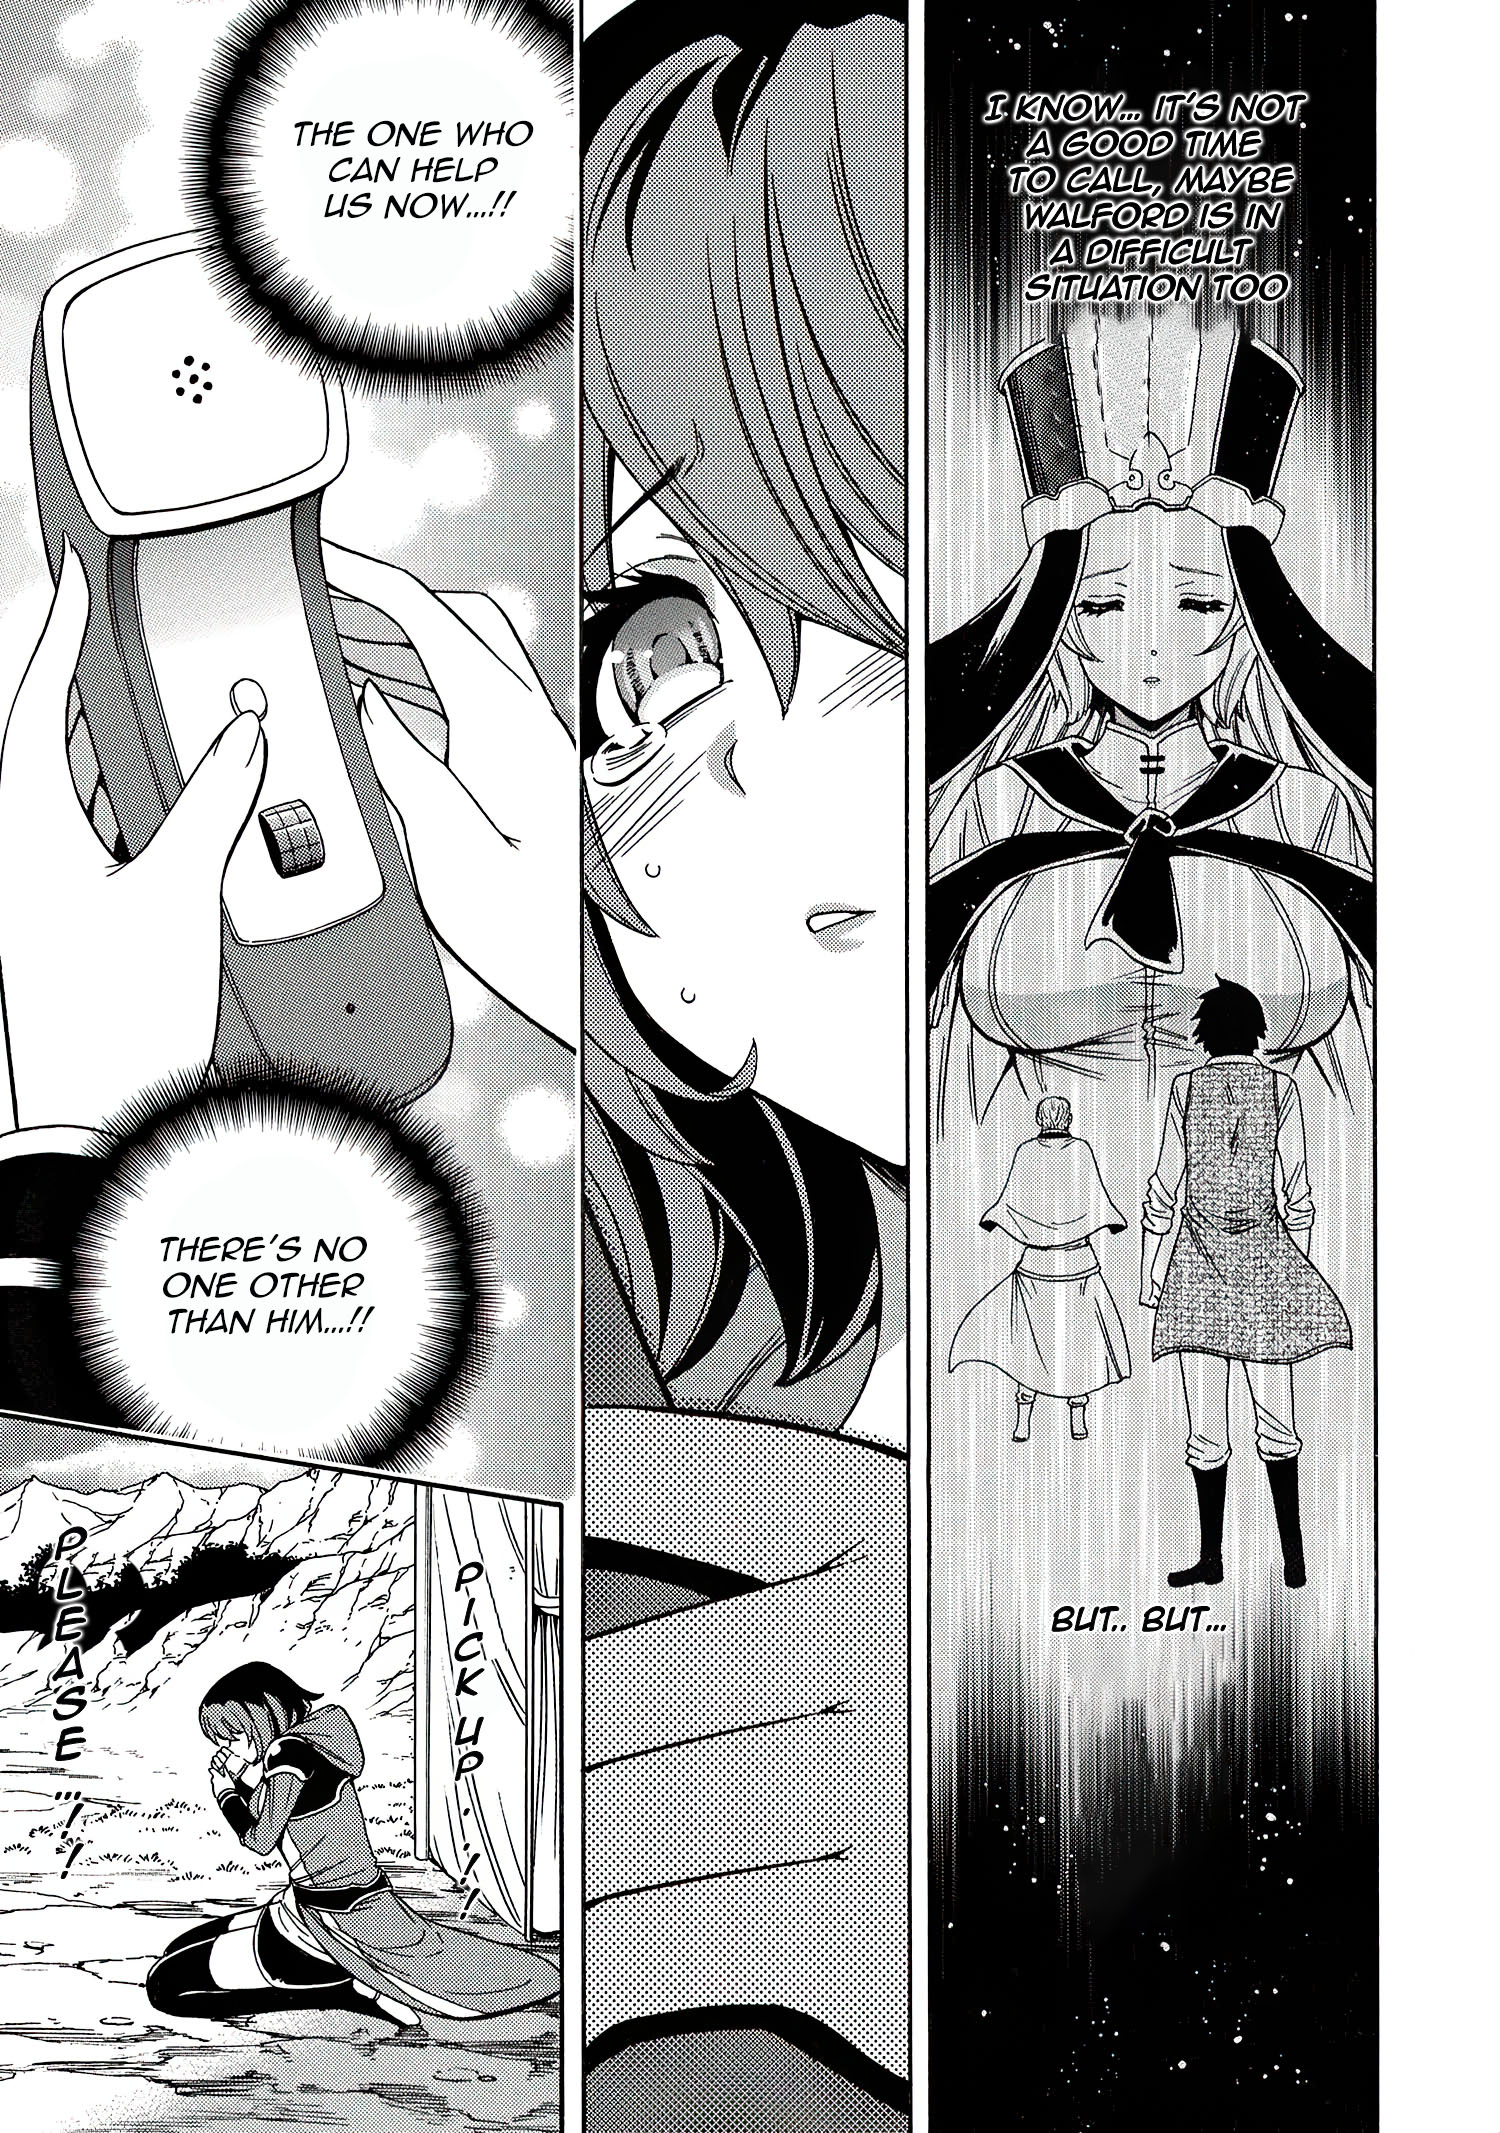 I KNOW... IT'S NOT
A GOOD TIME
TO CALL, MAYBE
WALFORD IS IN
A DIFFICULT
SITUATION TOO
BUT.. BUT...
THE ONE WHO
CAN HELP
US NOW...!!
THERE'S NO
ONE OTHER
THAN HIM...!!
PICK UP...!!
PLEASE...!!